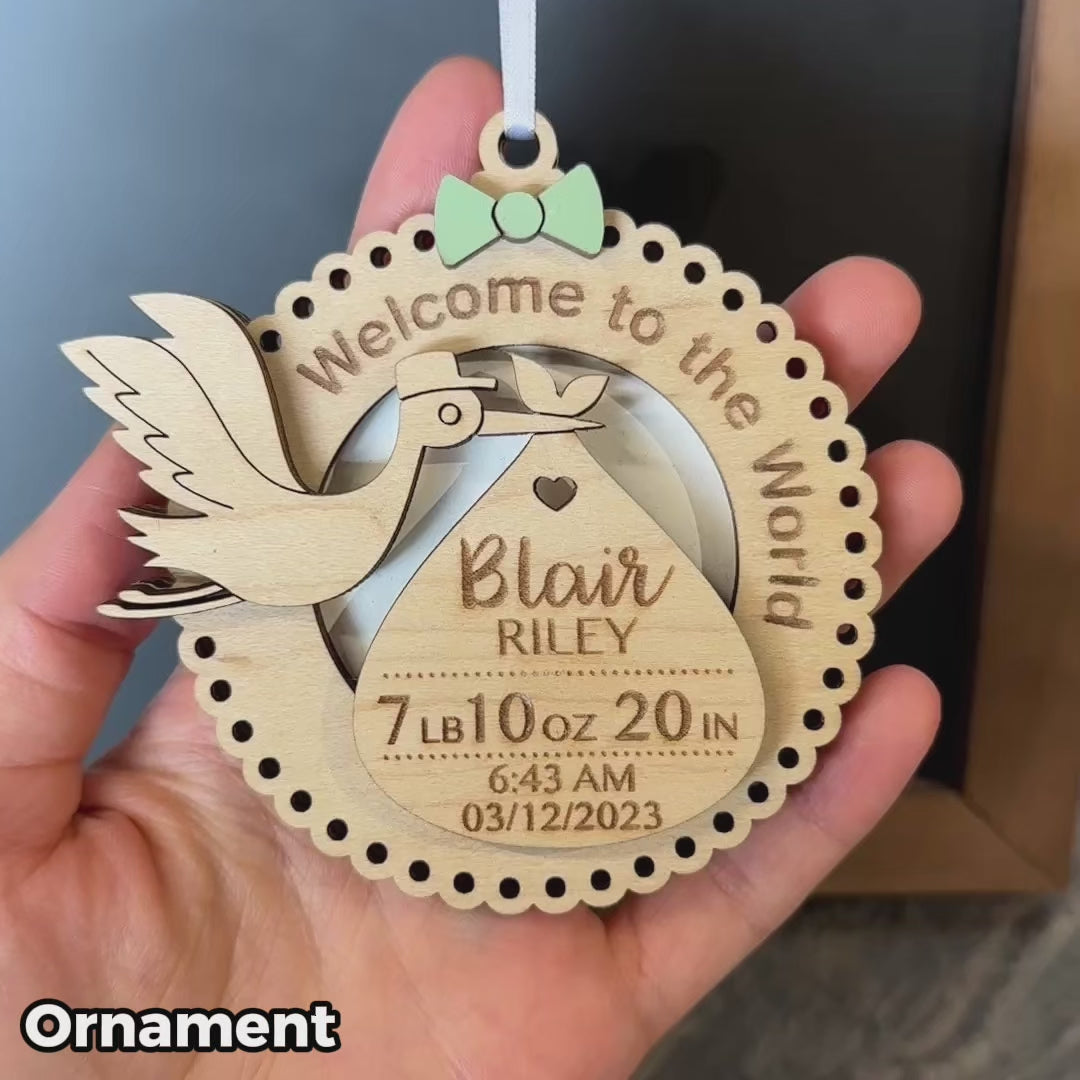 Welcome to the World
Blair
RILEY
7 LB 10 OZ 20 IN
6:43 AM
03/12/2023
Ornament